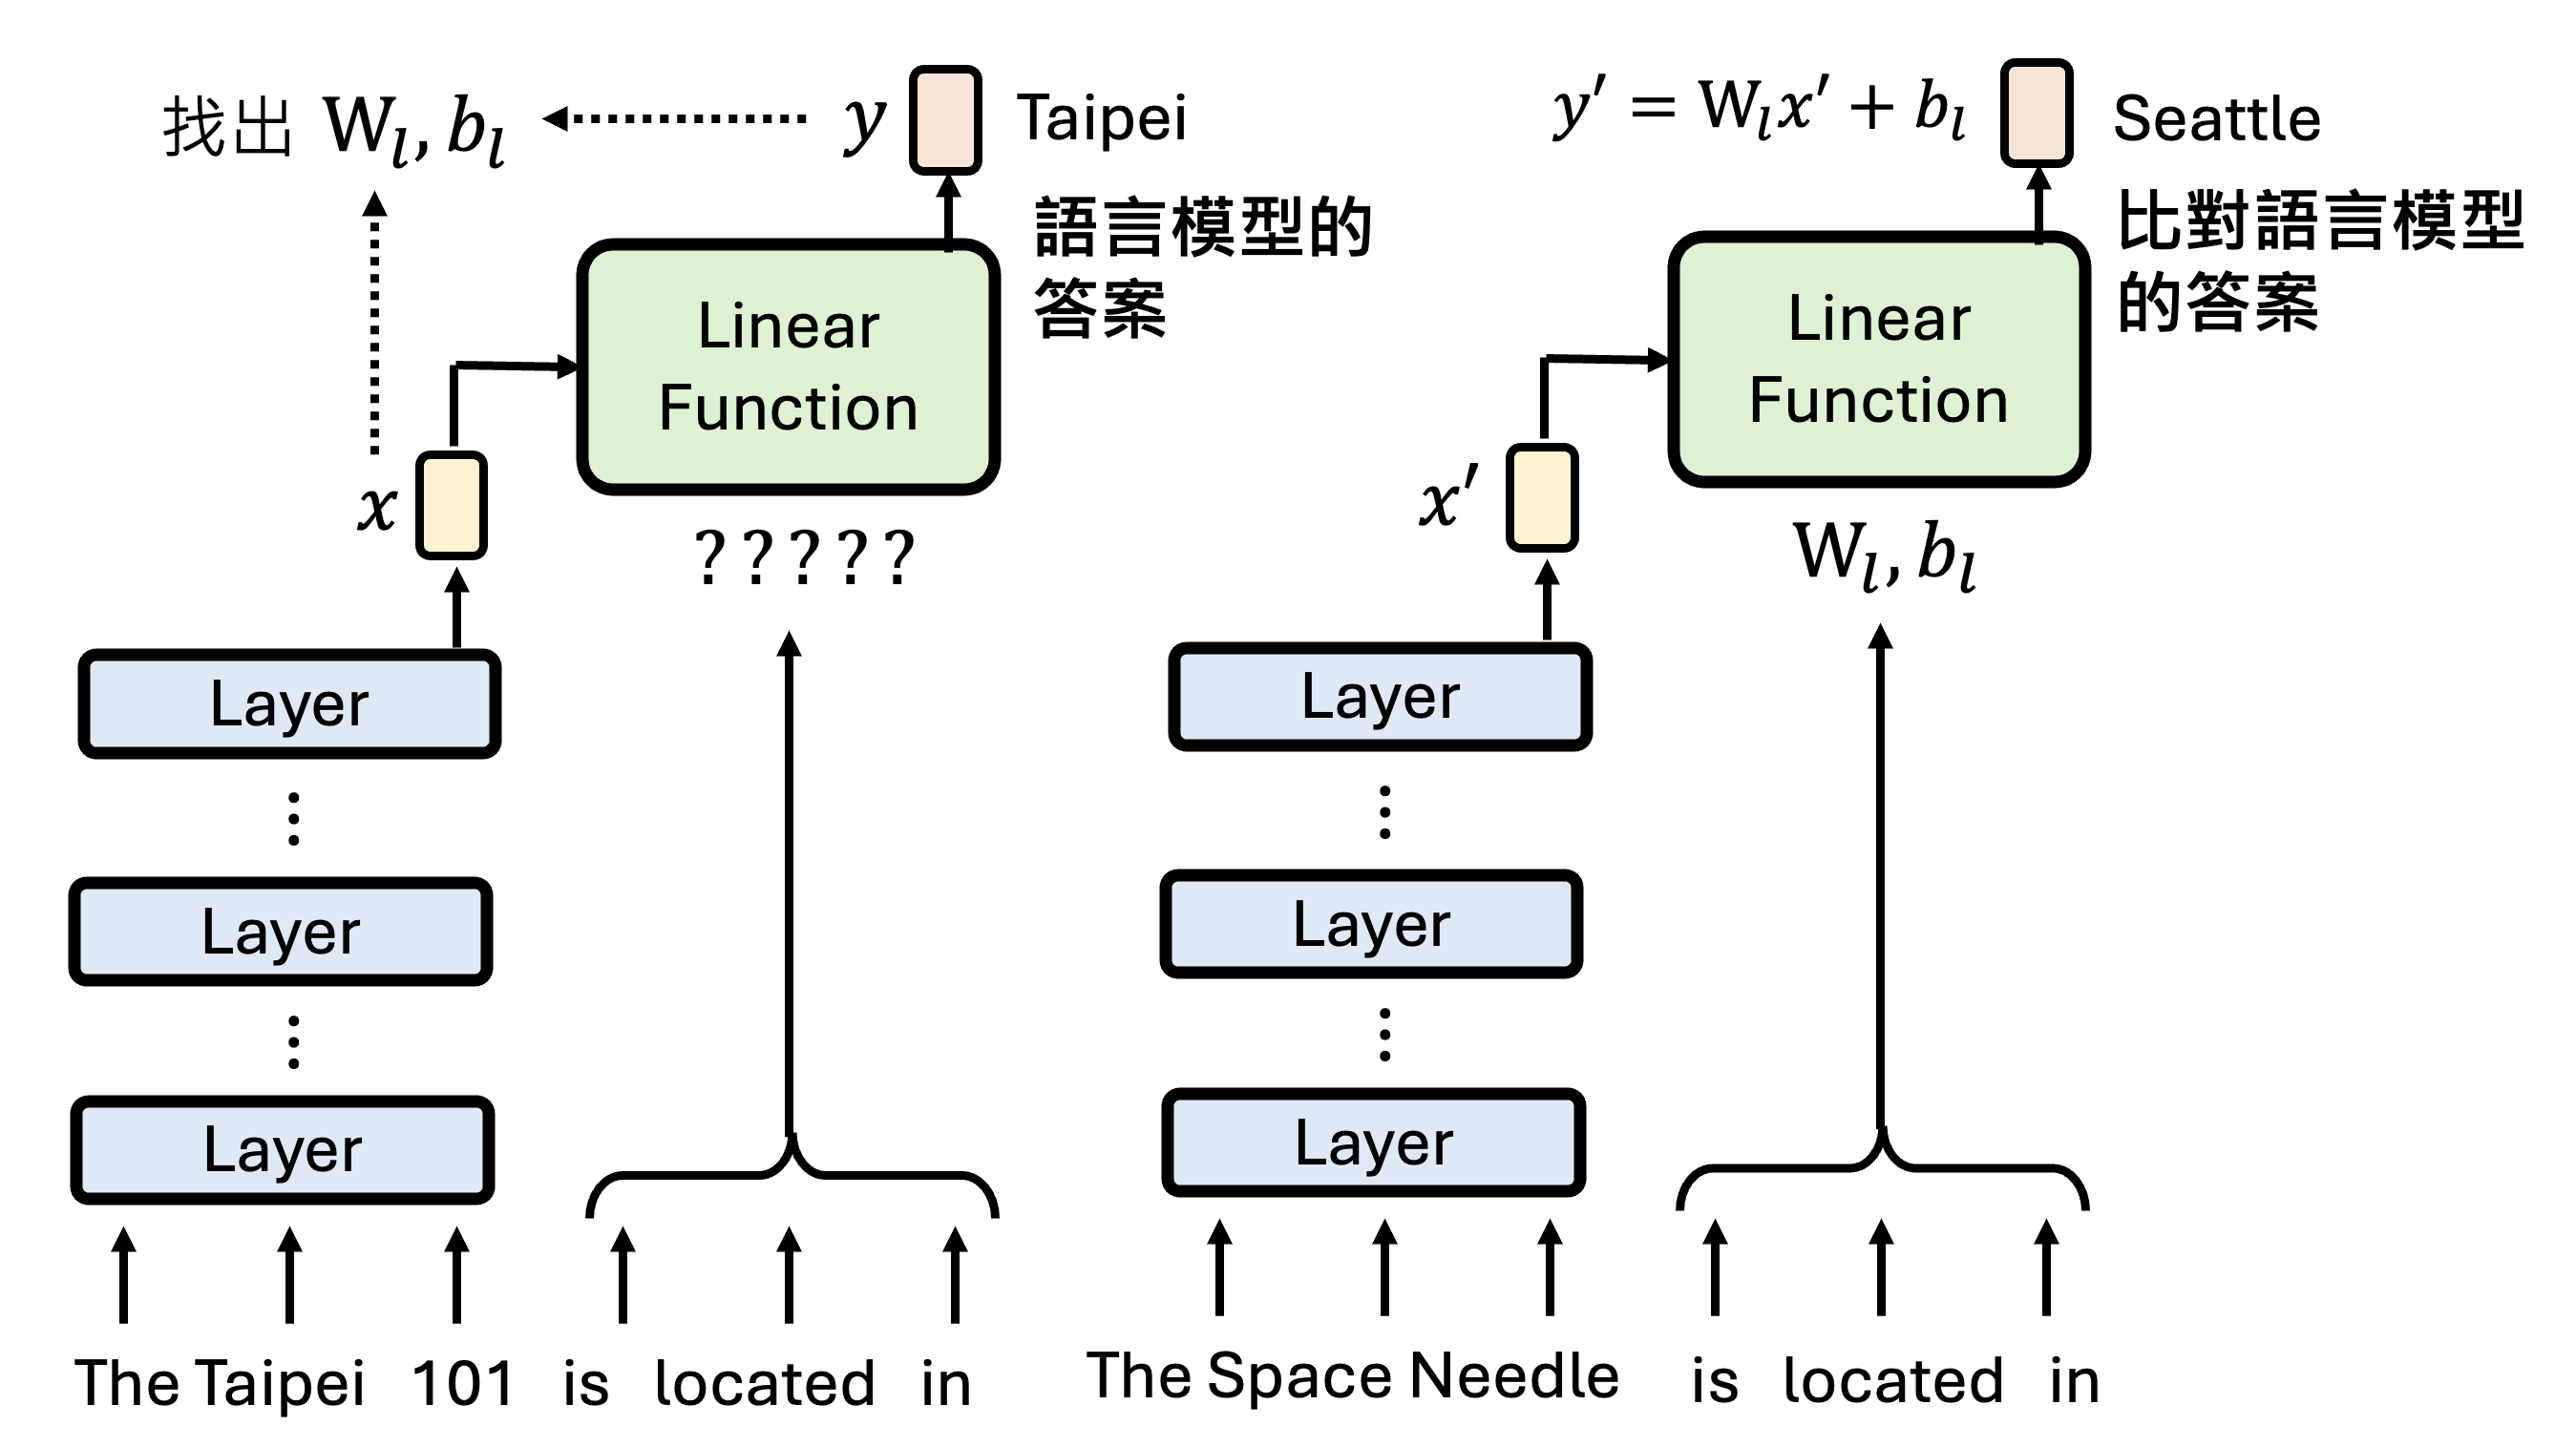 找出 W_l, b_l
y
Taipei
語言模型的
答案
Linear
Function
x
? ? ? ? ?
Layer
⋮
Layer
⋮
Layer
The Taipei 101 is located in
y′ = W_l x′ + b_l
Seattle
比對語言模型
的答案
Linear
Function
x′
W_l, b_l
Layer
⋮
Layer
⋮
Layer
The Space Needle is located in